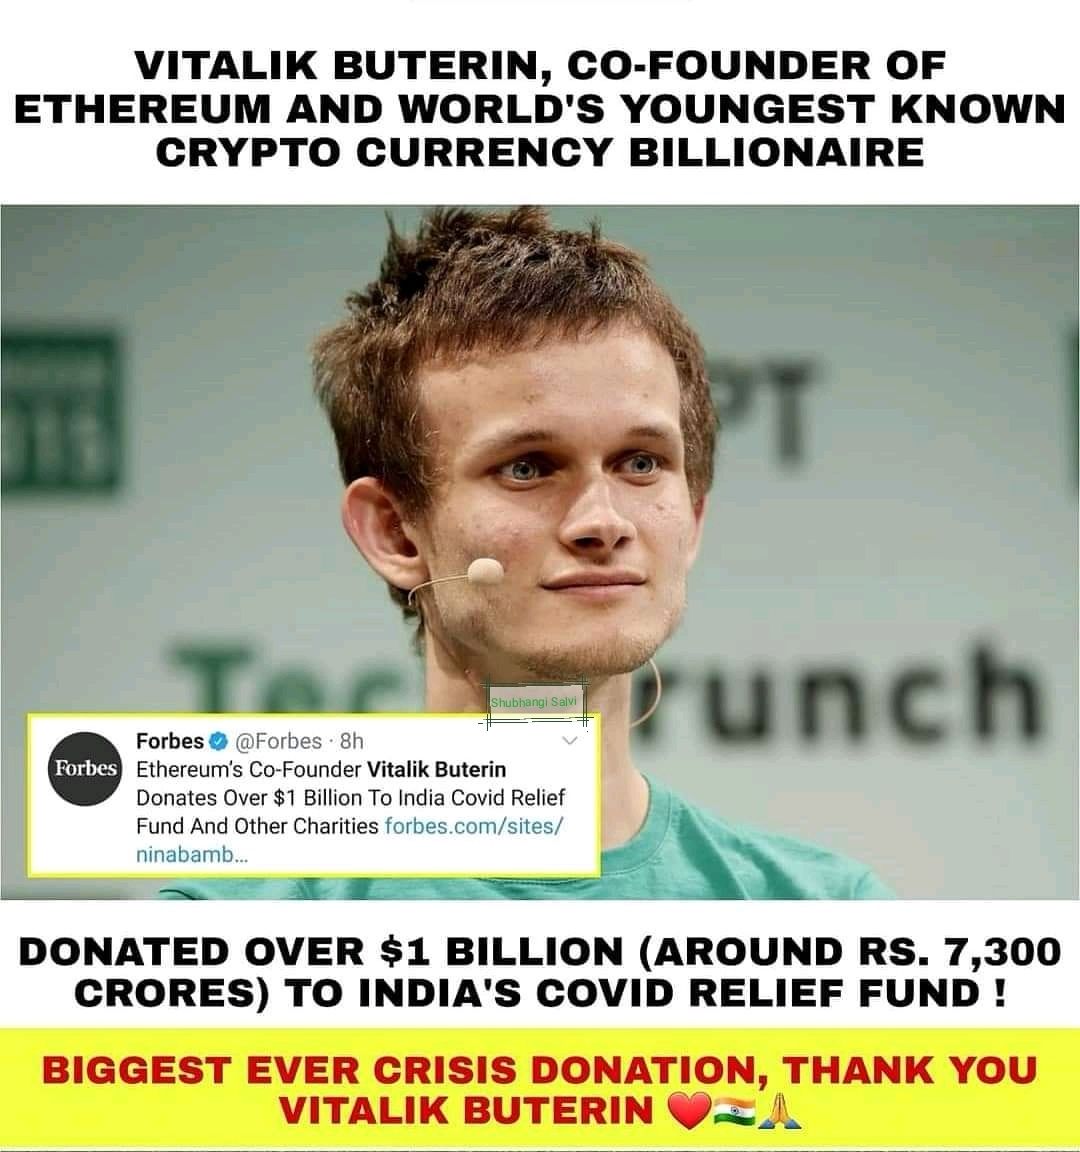 VITALIK BUTERIN, CO-FOUNDER OF
ETHEREUM AND WORLD'S YOUNGEST KNOWN
CRYPTO CURRENCY BILLIONAIRE
PT
Tec runch
Shubhangi Salvi
Forbes @Forbes · 8h
Forbes
Ethereum's Co-Founder Vitalik Buterin
Donates Over $1 Billion To India Covid Relief
Fund And Other Charities forbes.com/sites/
ninabamb...
DONATED OVER $1 BILLION (AROUND RS. 7,300
CRORES) TO INDIA'S COVID RELIEF FUND !
BIGGEST EVER CRISIS DONATION, THANK YOU
VITALIK BUTERIN ❤️🇮🇳🙏